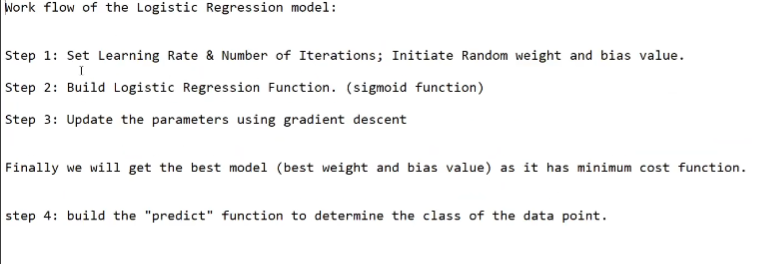 Work flow of the Logistic Regression model:
Step 1: Set Learning Rate & Number of Iterations; Initiate Random weight and bias value.
Step 2: Build Logistic Regression Function. (sigmoid function)
Step 3: Update the parameters using gradient descent
Finally we will get the best model (best weight and bias value) as it has minimum cost function.
step 4: build the "predict" function to determine the class of the data point.